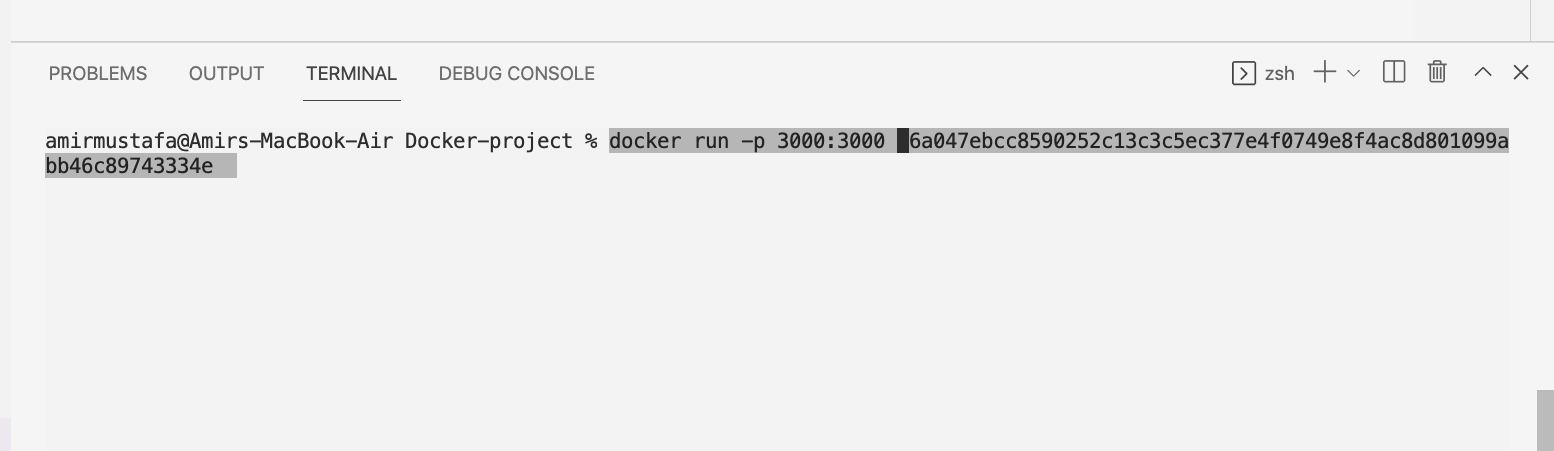 PROBLEMS OUTPUT TERMINAL DEBUG CONSOLE zsh
amirmustafa@Amirs-MacBook-Air Docker-project % docker run -p 3000:3000 6a047ebcc8590252c13c3c5ec377e4f0749e8f4ac8d801099a
bb46c89743334e